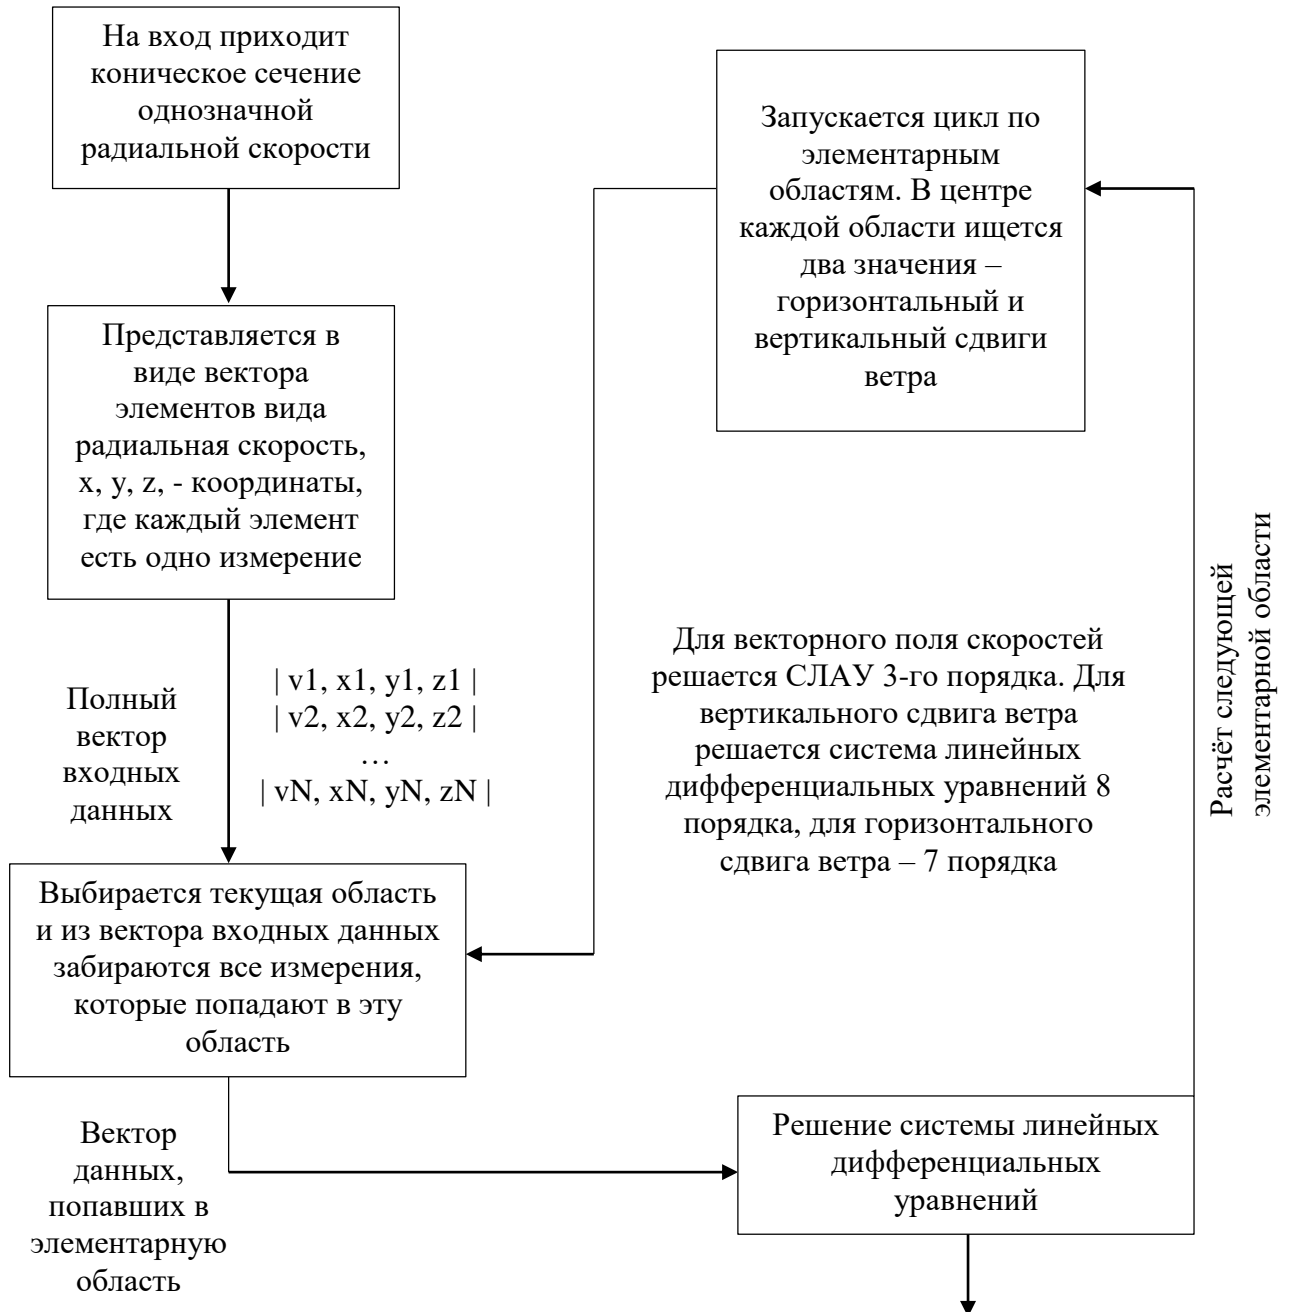 На вход приходит
коническое сечение
однозначной
радиальной скорости
Запускается цикл по
элементарным
областям. В центре
каждой области ищется
два значения –
горизонтальный и
вертикальный сдвиги
ветра
Представляется в
виде вектора
элементов вида
радиальная скорость,
x, y, z, - координаты,
где каждый элемент
есть одно измерение
Полный
вектор
входных
данных
| v1, x1, y1, z1 |
| v2, x2, y2, z2 |
…
| vN, xN, yN, zN |
Для векторного поля скоростей
решается СЛАУ 3-го порядка. Для
вертикального сдвига ветра
решается система линейных
дифференциальных уравнений 8
порядка, для горизонтального
сдвига ветра – 7 порядка
Расчёт следующей
элементарной области
Выбирается текущая область
и из вектора входных данных
забираются все измерения,
которые попадают в эту
область
Вектор
данных,
попавших в
элементарную
область
Решение системы линейных
дифференциальных
уравнений